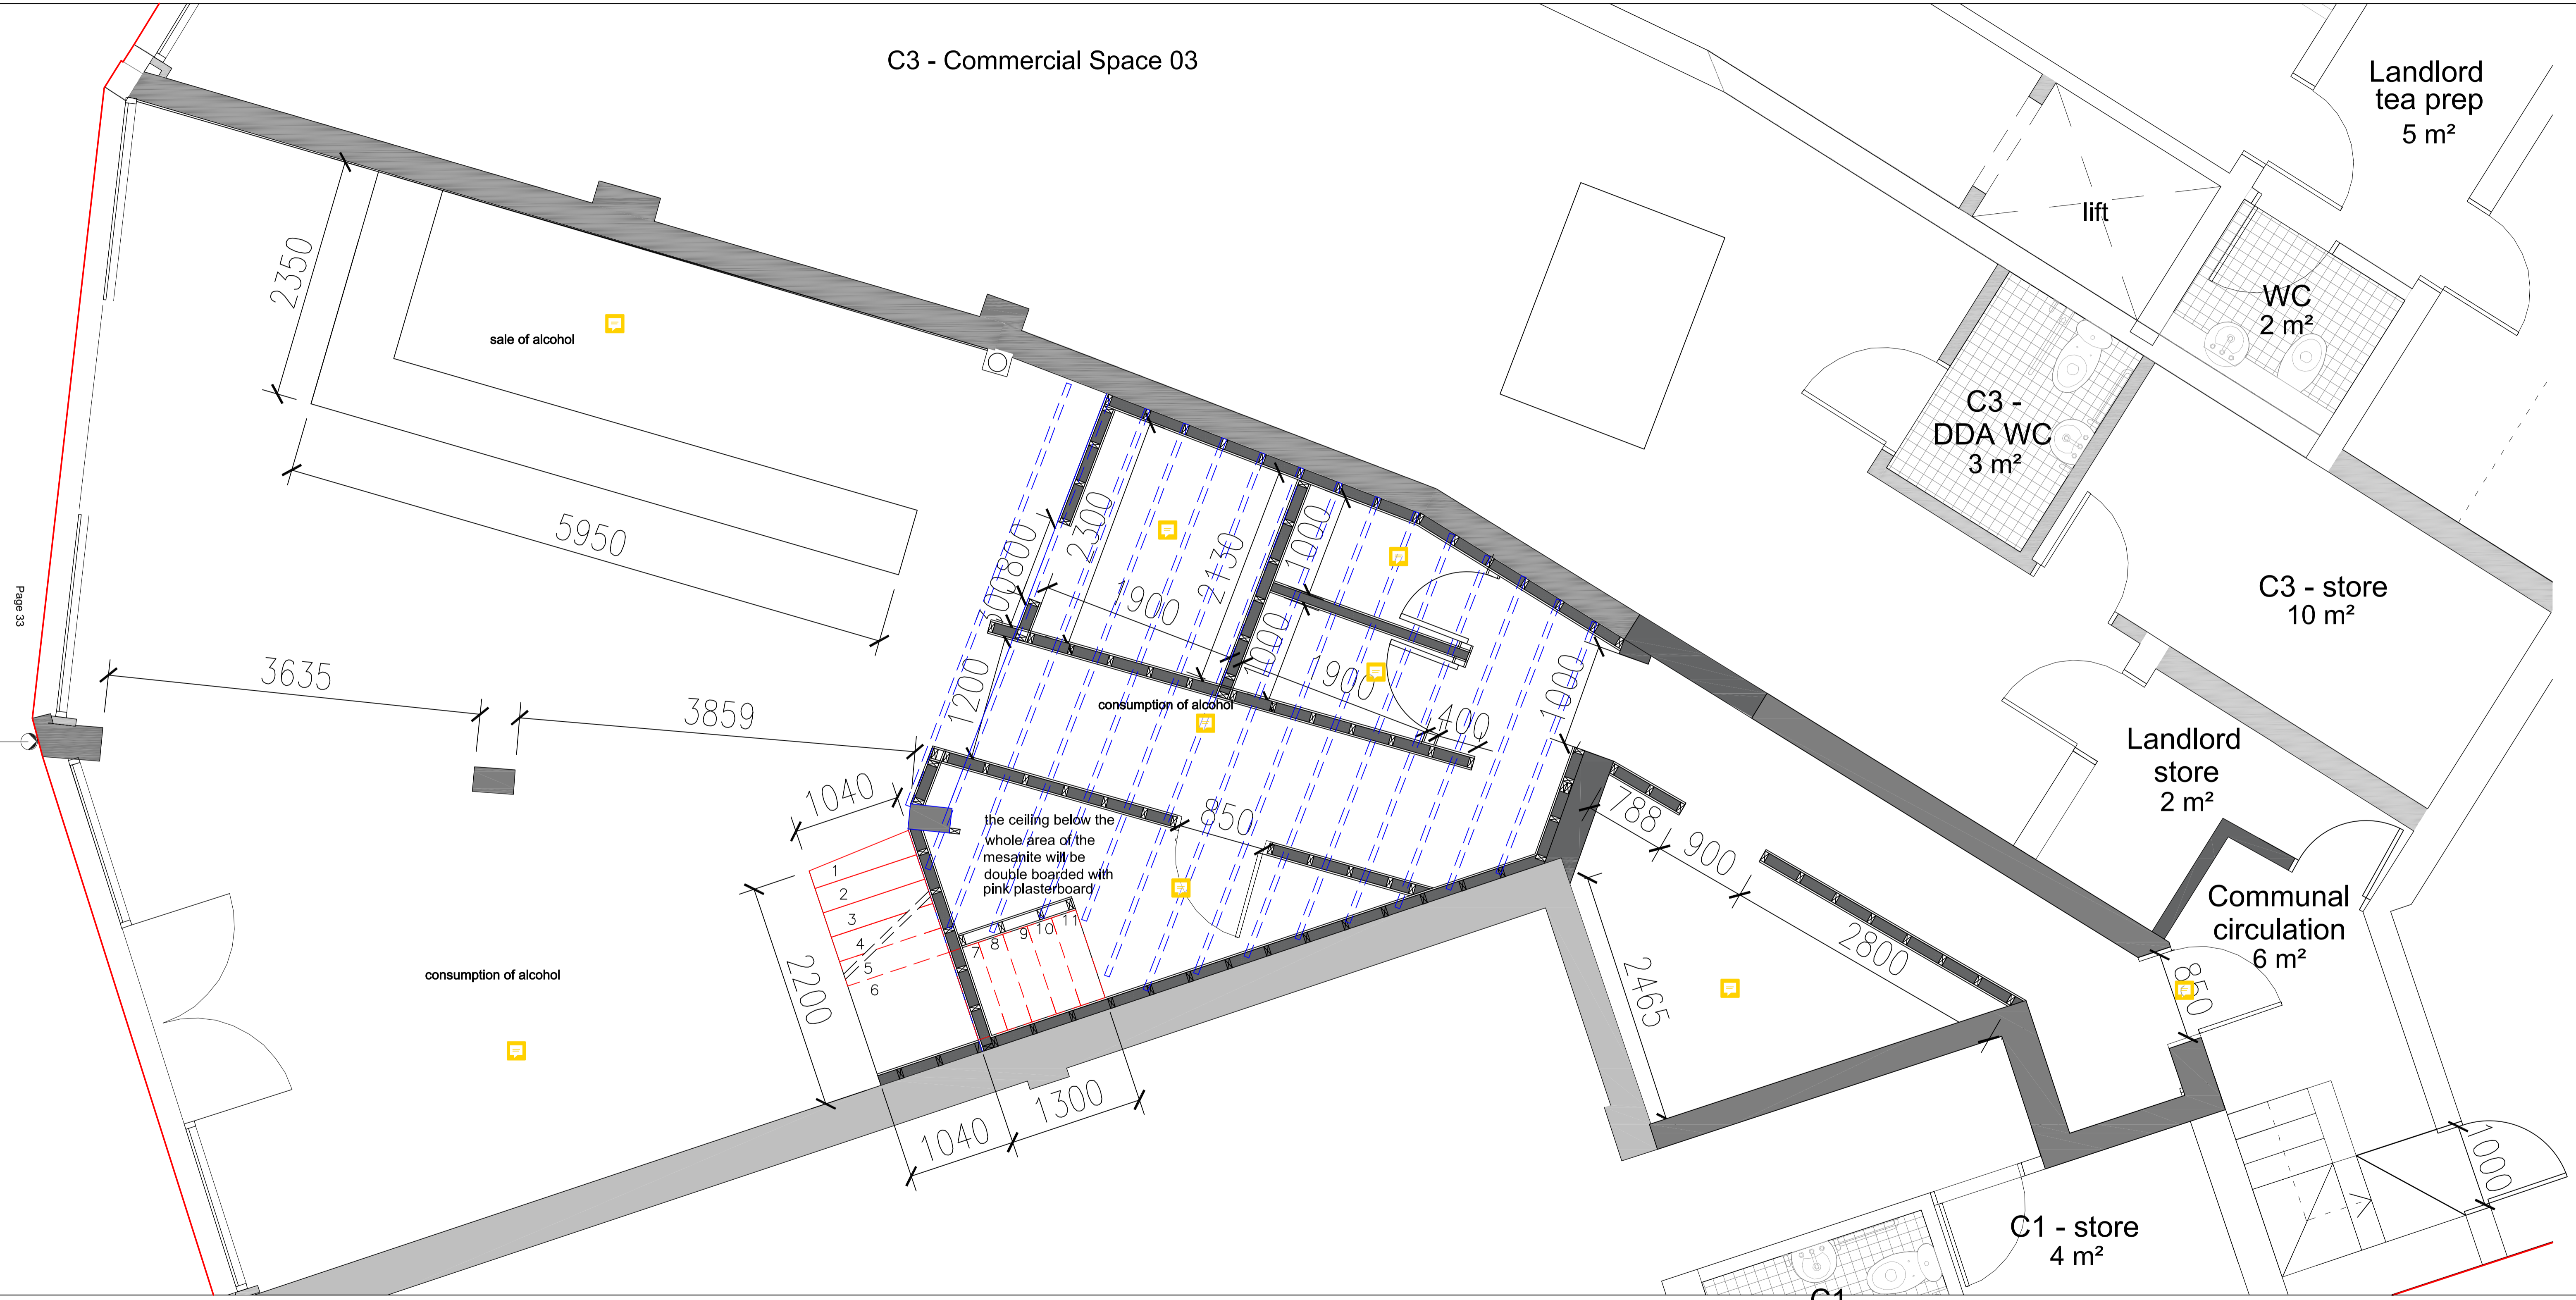 C3 - Commercial Space 03
Landlord
tea prep
5 m²
lift
WC
2 m²
C3 -
DDA WC
3 m²
C3 - store
10 m²
Landlord
store
2 m²
Communal
circulation
6 m²
C1 - store
4 m²
C1
Page 33
sale of alcohol
consumption of alcohol
consumption of alcohol
the ceiling below the
whole area of the
mesanite will be
double boarded with
pink plasterboard
2350
5950
3635
3859
300
800
2300
1900
2130
1000
1000
1900
400
1000
1200
1040
850
788
900
2800
2465
850
2200
1040
1300
1000
1
2
3
4
5
6
7
8
9
10
11